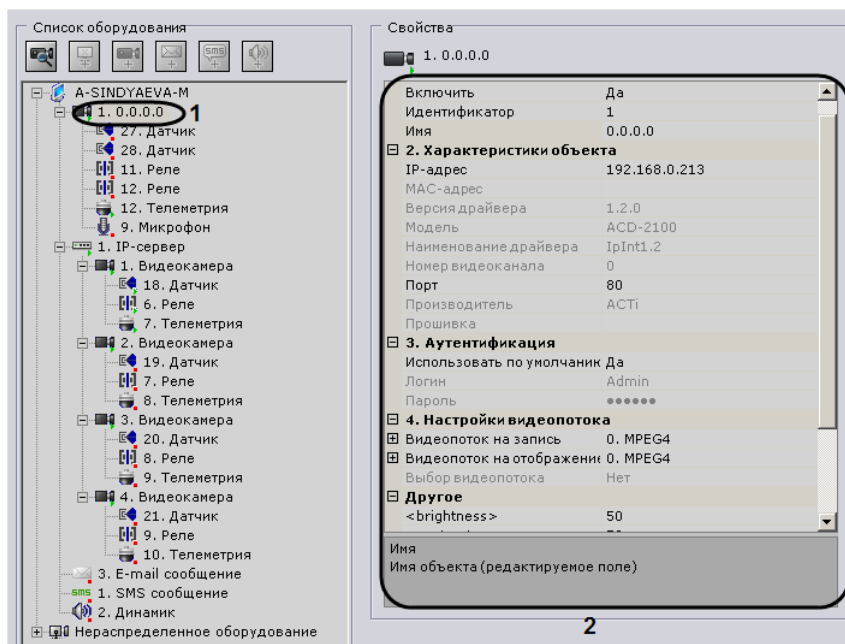 Список оборудования
A-SINDYAEVA-M
1. 0.0.0.0
1
27. Датчик
28. Датчик
11. Реле
12. Реле
12. Телеметрия
9. Микрофон
1. IP-сервер
1. Видеокамера
18. Датчик
6. Реле
7. Телеметрия
2. Видеокамера
19. Датчик
7. Реле
8. Телеметрия
3. Видеокамера
20. Датчик
8. Реле
9. Телеметрия
4. Видеокамера
21. Датчик
9. Реле
10. Телеметрия
3. E-mail сообщение
sms 1. SMS сообщение
2. Динамик
Нераспределенное оборудование
Свойства
1. 0.0.0.0
Включить Да
Идентификатор 1
Имя 0.0.0.0
2. Характеристики объекта
IP-адрес 192.168.0.213
MAC-адрес
Версия драйвера 1.2.0
Модель ACD-2100
Наименование драйвера IpInt1.2
Номер видеоканала 0
Порт 80
Производитель ACTi
Прошивка
3. Аутентификация
Использовать по умолчаник Да
Логин Admin
Пароль ●●●●●●
4. Настройки видеопотока
Видеопоток на запись 0. MPEG4
Видеопоток на отображение 0. MPEG4
Выбор видеопотока Нет
Другое
<brightness> 50
Имя
Имя объекта (редактируемое поле)
2